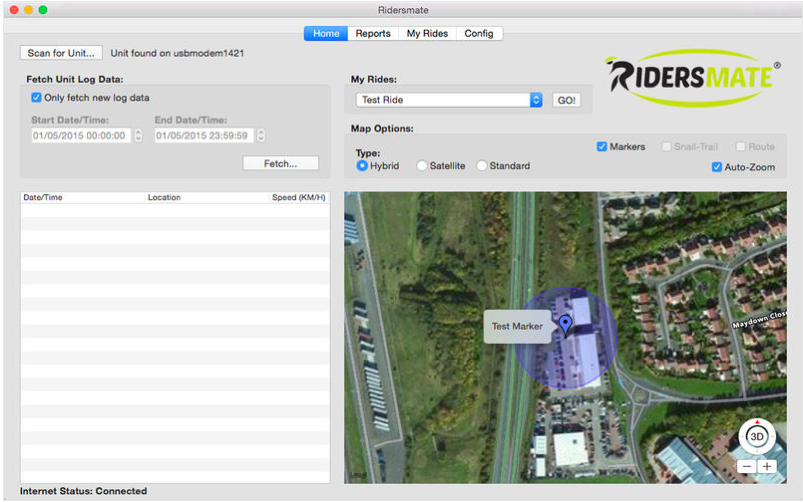 Ridersmate
Home Reports My Rides Config
Scan for Unit... Unit found on usbmodem1421
Fetch Unit Log Data:
Only fetch new log data
Start Date/Time: End Date/Time:
01/05/2015 00:00:00 01/05/2015 23:59:59
Fetch...
My Rides:
Test Ride GO!
RIDERSMATE®
Map Options:
Type:
Hybrid Satellite Standard
Markers Snail-Trail Route
Auto-Zoom
Date/Time Location Speed (KM/H)
Test Marker
Maydown Close
3D
Legal
Internet Status: Connected